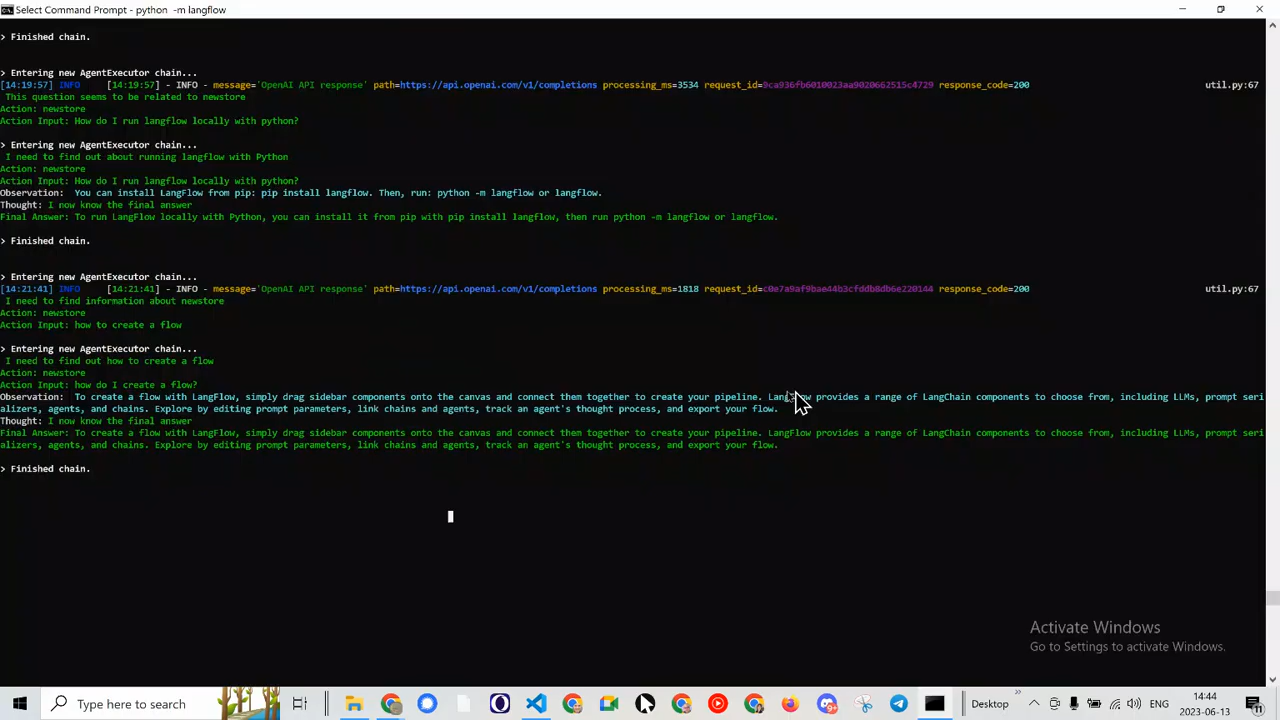 Select Command Prompt - python -m langflow
> Finished chain.
> Entering new AgentExecutor chain...
[14:19:57] INFO [14:19:57] - INFO - message='OpenAI API response' path=https://api.openai.com/v1/completions processing_ms=3534 request_id=9ca936fb6010023aa9020662515c4729 response_code=200 util.py:67
This question seems to be related to newstore
Action: newstore
Action Input: How do I run langflow locally with python?
> Entering new AgentExecutor chain...
I need to find out about running langflow with Python
Action: newstore
Action Input: How do I run langflow locally with python?
Observation: You can install LangFlow from pip: pip install langflow. Then, run: python -m langflow or langflow.
Thought: I now know the final answer
Final Answer: To run LangFlow locally with Python, you can install it from pip with pip install langflow, then run python -m langflow or langflow.
> Finished chain.
> Entering new AgentExecutor chain...
[14:21:41] INFO [14:21:41] - INFO - message='OpenAI API response' path=https://api.openai.com/v1/completions processing_ms=1818 request_id=c0e7a9af9bae44b3cfddb8db6e220144 response_code=200 util.py:67
I need to find information about newstore
Action: newstore
Action Input: how to create a flow
> Entering new AgentExecutor chain...
I need to find out how to create a flow
Action: newstore
Action Input: how do I create a flow?
Observation: To create a flow with LangFlow, simply drag sidebar components onto the canvas and connect them together to create your pipeline. LangFlow provides a range of LangChain components to choose from, including LLMs, prompt seri
alizers, agents, and chains. Explore by editing prompt parameters, link chains and agents, track an agent's thought process, and export your flow.
Thought: I now know the final answer
Final Answer: To create a flow with LangFlow, simply drag sidebar components onto the canvas and connect them together to create your pipeline. LangFlow provides a range of LangChain components to choose from, including LLMs, prompt seri
alizers, agents, and chains. Explore by editing prompt parameters, link chains and agents, track an agent's thought process, and export your flow.
> Finished chain.
Activate Windows
Go to Settings to activate Windows.
Type here to search
Desktop
ENG
14:44
2023-06-13
11